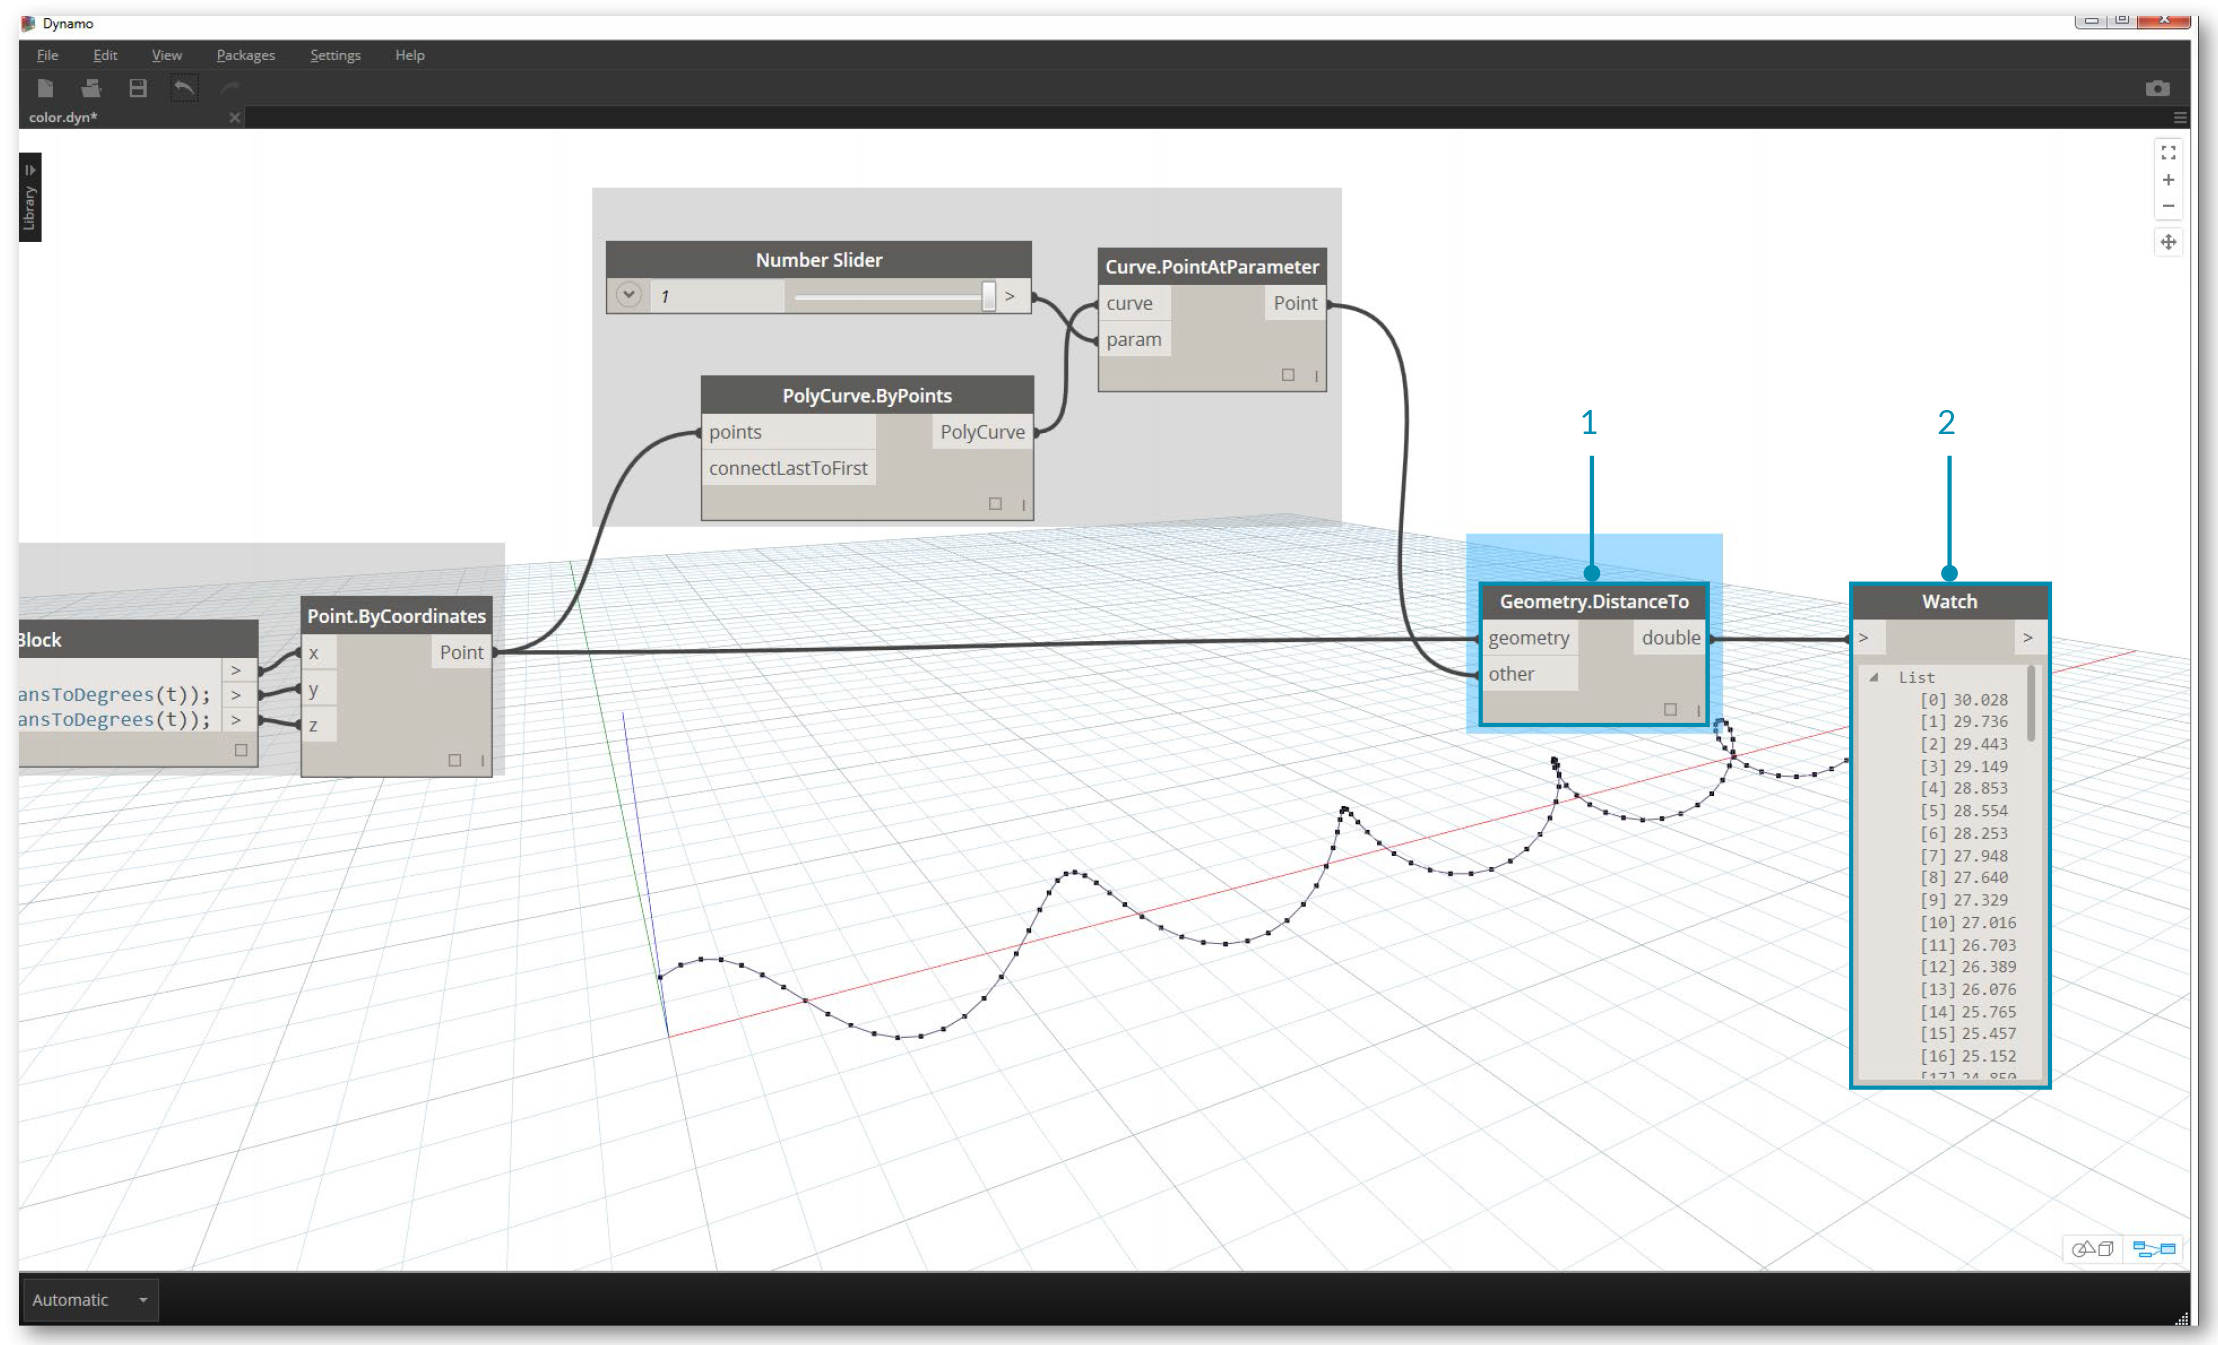 Dynamo
File Edit View Packages Settings Help
color.dyn*
Library
Number Slider
1 >
Curve.PointAtParameter
curve Point
param
PolyCurve.ByPoints
points PolyCurve
connectLastToFirst
Block
>
ansToDegrees(t)); >
ansToDegrees(t)); >
Point.ByCoordinates
x Point
y
z
1
2
Geometry.DistanceTo
geometry double
other
Watch
> >
List
[0] 30.028
[1] 29.736
[2] 29.443
[3] 29.149
[4] 28.853
[5] 28.554
[6] 28.253
[7] 27.948
[8] 27.640
[9] 27.329
[10] 27.016
[11] 26.703
[12] 26.389
[13] 26.076
[14] 25.765
[15] 25.457
[16] 25.152
[17] 24.850
Automatic